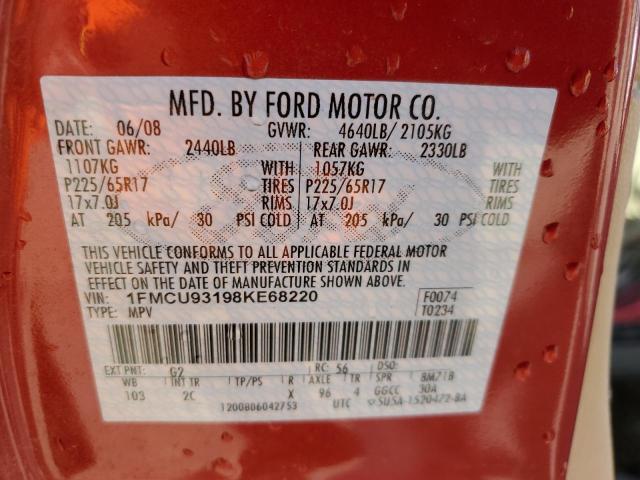 MFD. BY FORD MOTOR CO.
DATE: 06/08 GVWR: 4640LB/ 2105KG
FRONT GAWR: 2440LB REAR GAWR: 2330LB
1107KG WITH 1057KG WITH
P225/65R17 TIRES P225/65R17 TIRES
17x7.0J RIMS 17x7.0J RIMS
AT 205 kPa/ 30 PSI COLD AT 205 kPa/ 30 PSI COLD
THIS VEHICLE CONFORMS TO ALL APPLICABLE FEDERAL MOTOR
VEHICLE SAFETY AND THEFT PREVENTION STANDARDS IN
EFFECT ON THE DATE OF MANUFACTURE SHOWN ABOVE.
VIN: 1FMCU93198KE68220 F0074
TYPE: MPV T0234
EXT PNT: G2 RC: 56 DSO:
WB INT TR TP/PS R AXLE TR SPR BM71B
103 2C X 96 4 GGCC 30A
1200806042753 UTC 5U5A-1520472-BA